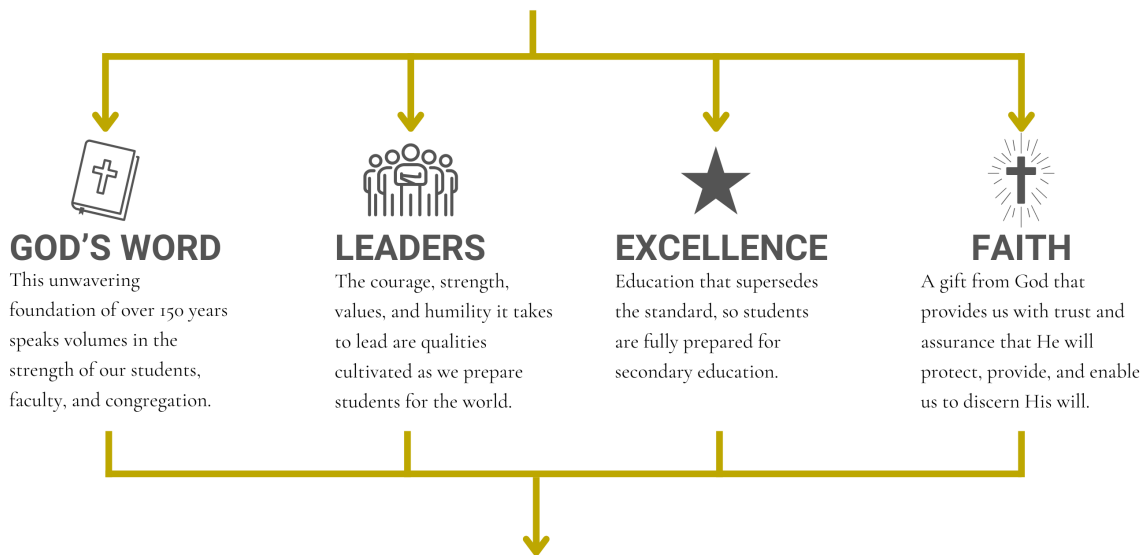 GOD'S WORD
This unwavering
foundation of over 150 years
speaks volumes in the
strength of our students,
faculty, and congregation.
LEADERS
The courage, strength,
values, and humility it takes
to lead are qualities
cultivated as we prepare
students for the world.
EXCELLENCE
Education that supersedes
the standard, so students
are fully prepared for
secondary education.
FAITH
A gift from God that
provides us with trust and
assurance that He will
protect, provide, and enable
us to discern His will.